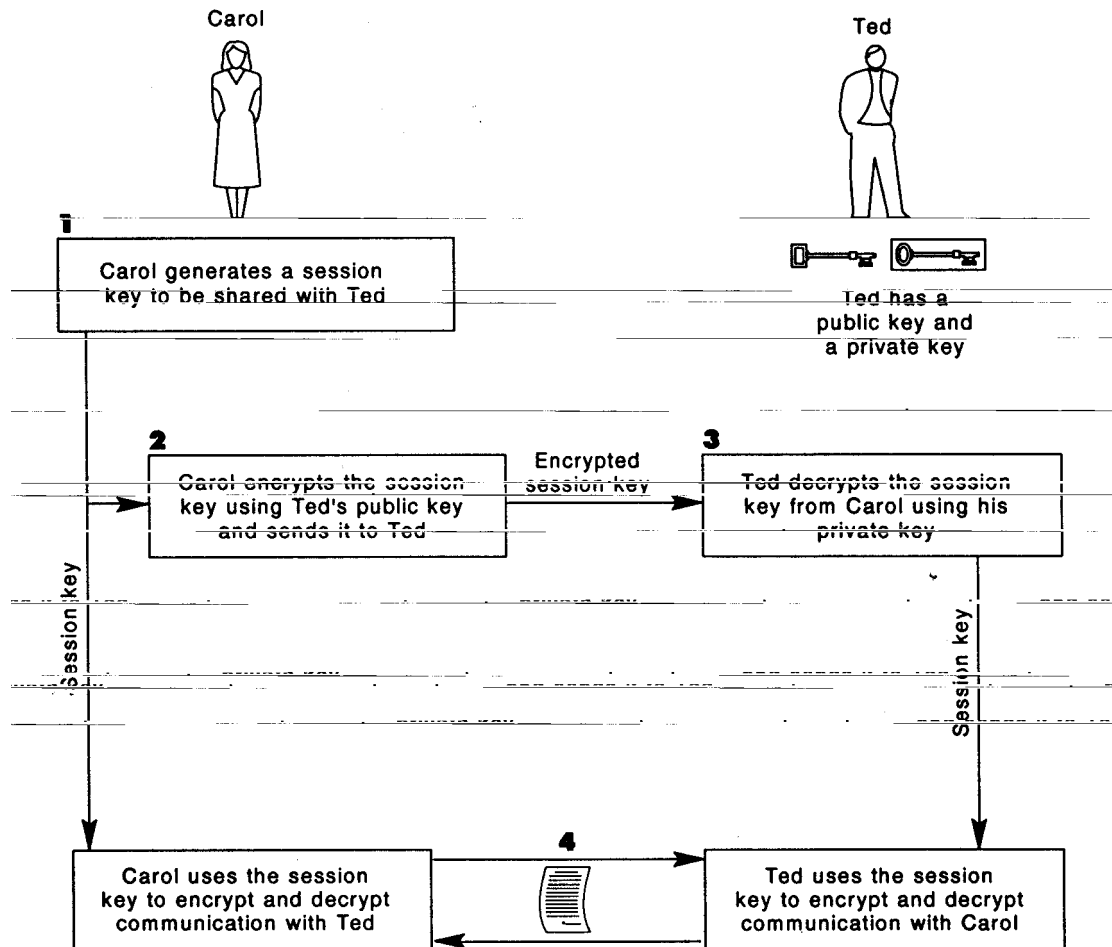 Carol
Ted
1
Carol generates a session
key to be shared with Ted
Ted has a
public key and
a private key
2
Carol encrypts the session
key using Ted's public key
and sends it to Ted
Encrypted
session key
3
Ted decrypts the session
key from Carol using his
private key
Session key
Session key
4
Carol uses the session
key to encrypt and decrypt
communication with Ted
Ted uses the session
key to encrypt and decrypt
communication with Carol